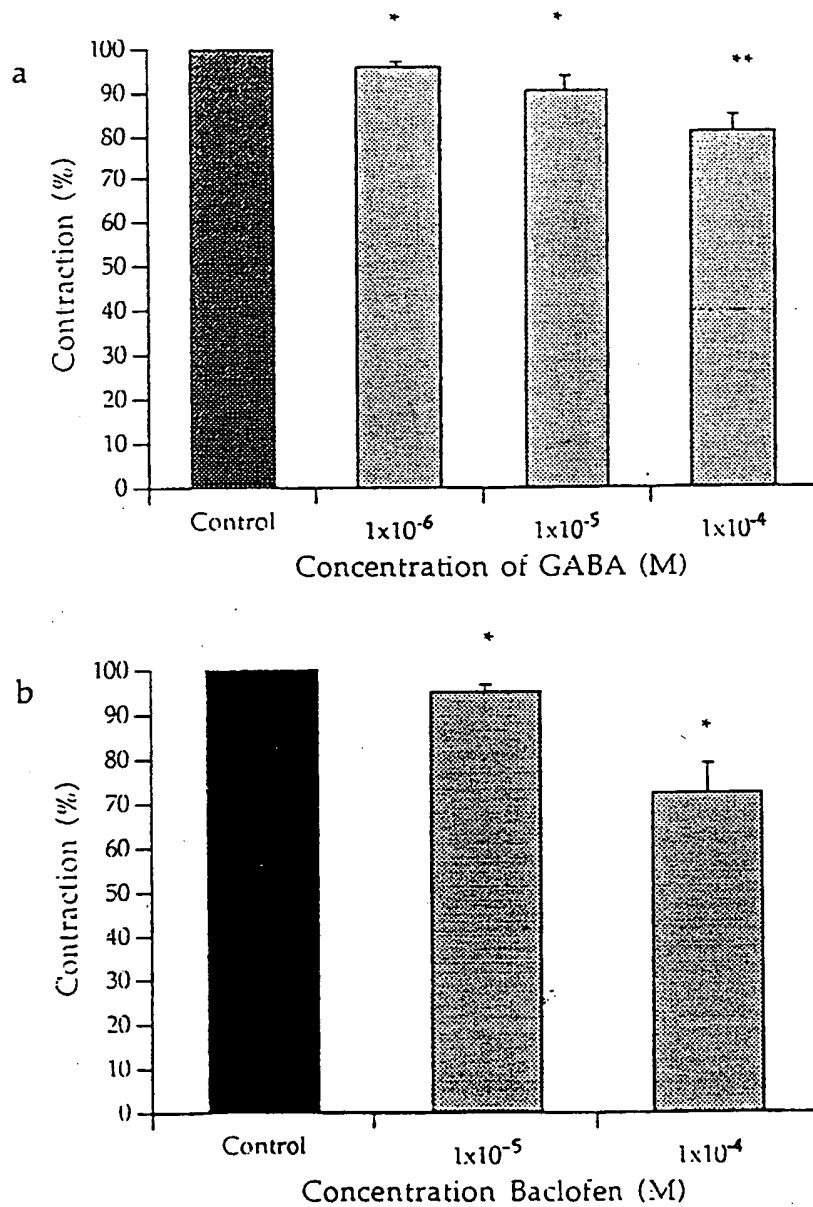 a
* * **
Contraction (%)
100
90
80
70
60
50
40
30
20
10
0
Control 1x10⁻⁶ 1x10⁻⁵ 1x10⁻⁴
Concentration of GABA (M)
b
* *
Contraction (%)
100
90
80
70
60
50
40
30
20
10
0
Control 1x10⁻⁵ 1x10⁻⁴
Concentration Baclofen (M)